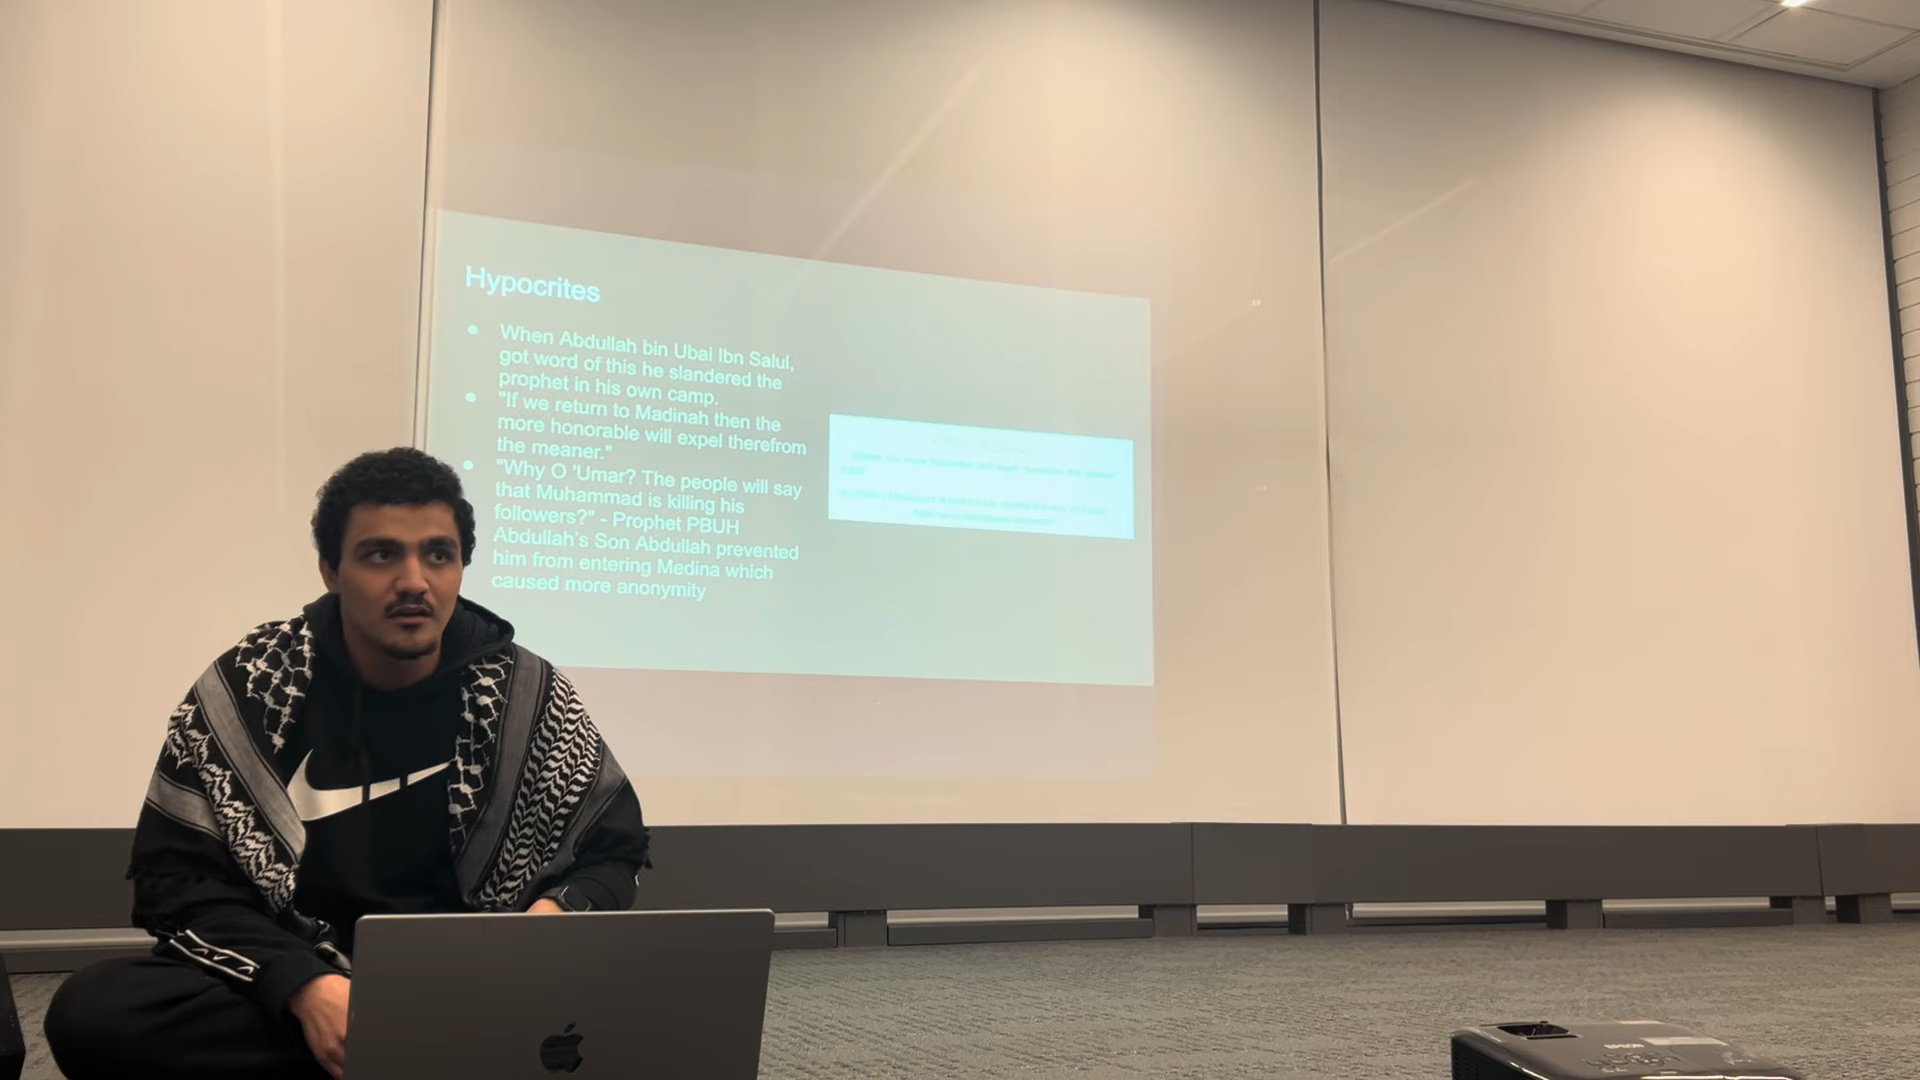 Hypocrites
When Abdullah bin Ubai Ibn Salul,
got word of this he slandered the
prophet in his own camp.
"If we return to Madinah then the
more honorable will expel therefrom
the meaner."
"Why O 'Umar? The people will say
that Muhammad is killing his
followers?" - Prophet PBUH
Abdullah's Son Abdullah prevented
him from entering Medina which
caused more anonymity
EPSON